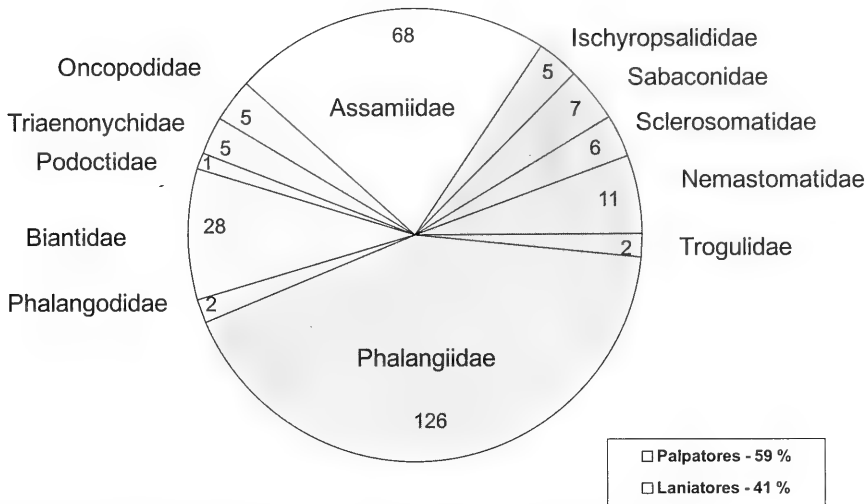 68
Ischyropsalididae
Oncopodidae
5
Sabaconidae
Assamiidae
7
Triaenonychidae
5
Sclerosomatidae
5
6
Podoctidae
1
Nemastomatidae
11
28
Biantidae
2
Trogulidae
Phalangodidae
2
Phalangiidae
126
Palpatores - 59 %
Laniatores - 41 %